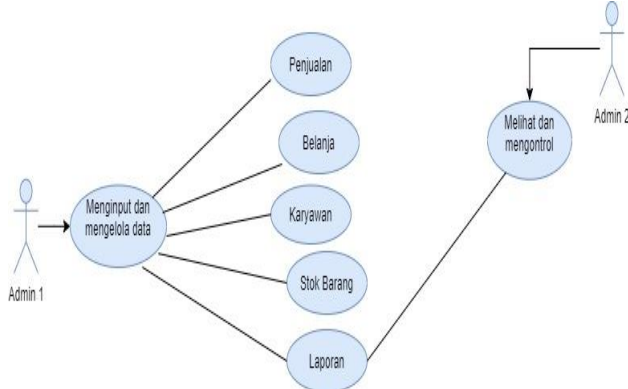 Penjualan
Belanja
Menginput dan
mengelola data
Karyawan
Stok Barang
Laporan
Admin 1
Melihat dan
mengontrol
Admin 2